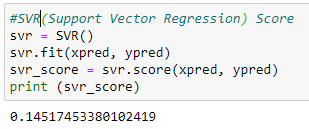 #SVR(Support Vector Regression) Score
svr = SVR()
svr.fit(xpred, ypred)
svr_score = svr.score(xpred, ypred)
print (svr_score)
0.14517453380102419